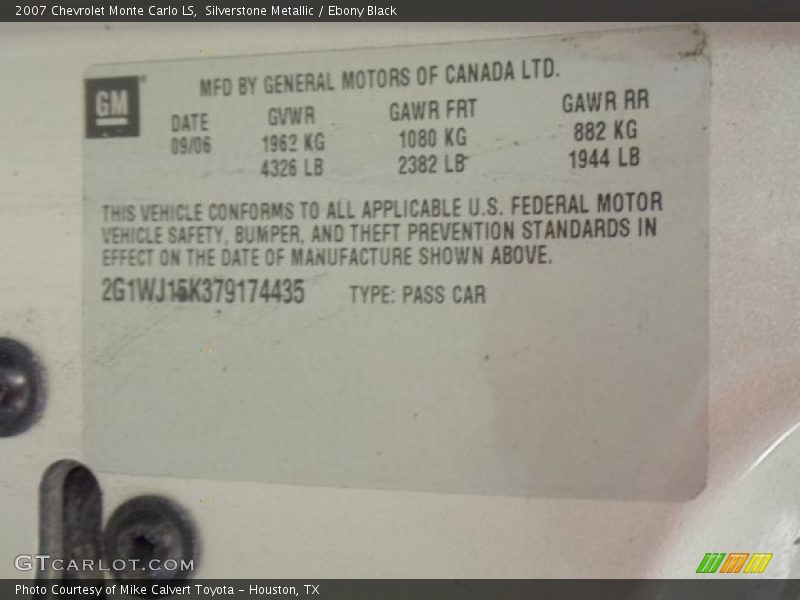 2007 Chevrolet Monte Carlo LS,  Silverstone Metallic / Ebony Black
GM
MFD BY GENERAL MOTORS OF CANADA LTD.
DATE GVWR GAWR FRT GAWR RR
09/06 1962 KG 1080 KG 882 KG
4326 LB 2382 LB 1944 LB
THIS VEHICLE CONFORMS TO ALL APPLICABLE U.S. FEDERAL MOTOR
VEHICLE SAFETY, BUMPER, AND THEFT PREVENTION STANDARDS IN
EFFECT ON THE DATE OF MANUFACTURE SHOWN ABOVE.
2G1WJ15K379174435 TYPE: PASS CAR
GTCARLOT.COM
Photo Courtesy of Mike Calvert Toyota - Houston, TX